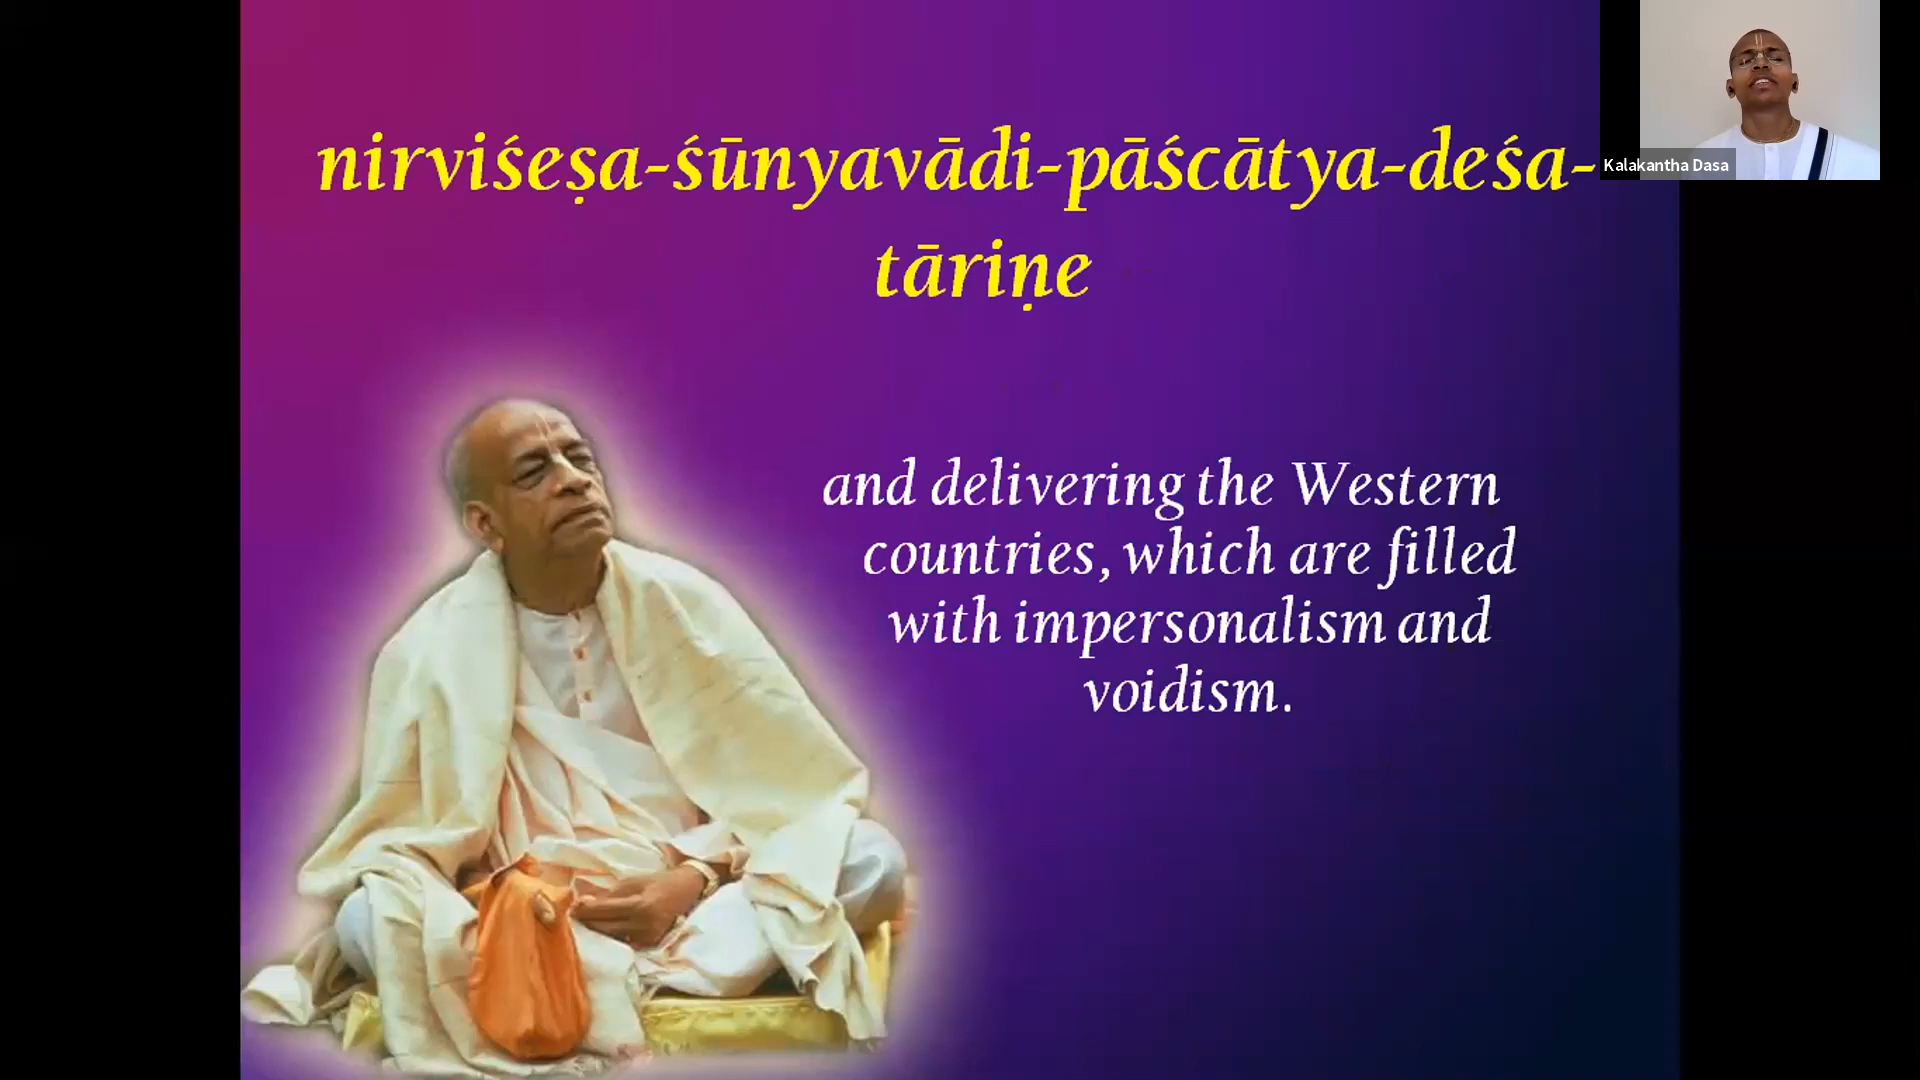 nirviśeṣa-śūnyavādi-pāścātya-deśa-
tāriṇe
Kalakantha Dasa
and delivering the Western
countries, which are filled
with impersonalism and
voidism.